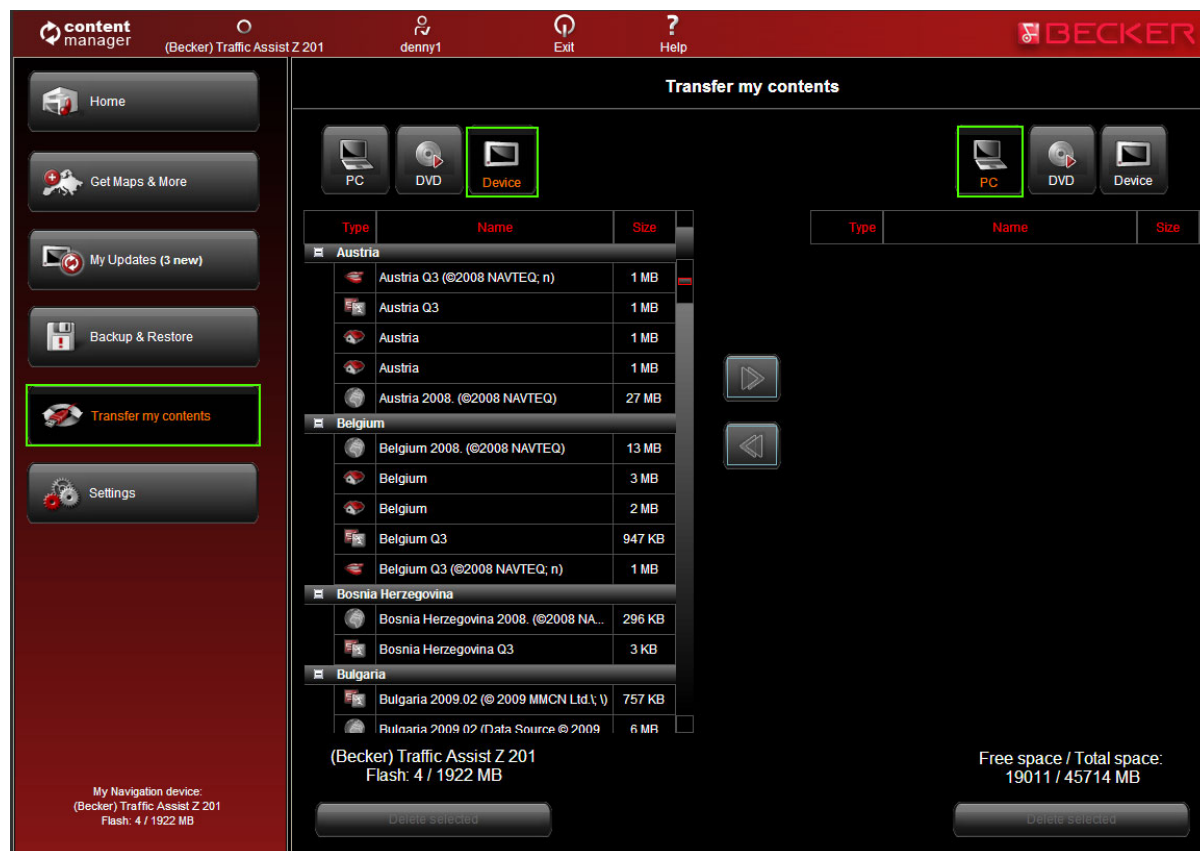 content
manager
(Becker) Traffic Assist Z 201
denny1
Exit
?
Help
BECKER
Home
Get Maps & More
My Updates (3 new)
Backup & Restore
Transfer my contents
Settings
My Navigation device:
(Becker) Traffic Assist Z 201
Flash: 4 / 1922 MB
Transfer my contents
PC
DVD
Device
Type Name Size
Austria
Austria Q3 (©2008 NAVTEQ; n) 1 MB
Austria Q3 1 MB
Austria 1 MB
Austria 1 MB
Austria 2008. (©2008 NAVTEQ) 27 MB
Belgium
Belgium 2008. (©2008 NAVTEQ) 13 MB
Belgium 3 MB
Belgium 2 MB
Belgium Q3 947 KB
Belgium Q3 (©2008 NAVTEQ; n) 1 MB
Bosnia Herzegovina
Bosnia Herzegovina 2008. (©2008 NA... 296 KB
Bosnia Herzegovina Q3 3 KB
Bulgaria
Bulgaria 2009.02 (© 2009 MMCN Ltd.\; \) 757 KB
Bulgaria 2009.02 (Data Source © 2009 6 MB
(Becker) Traffic Assist Z 201
Flash: 4 / 1922 MB
Delete selected
PC
DVD
Device
Type Name Size
Free space / Total space:
19011 / 45714 MB
Delete selected